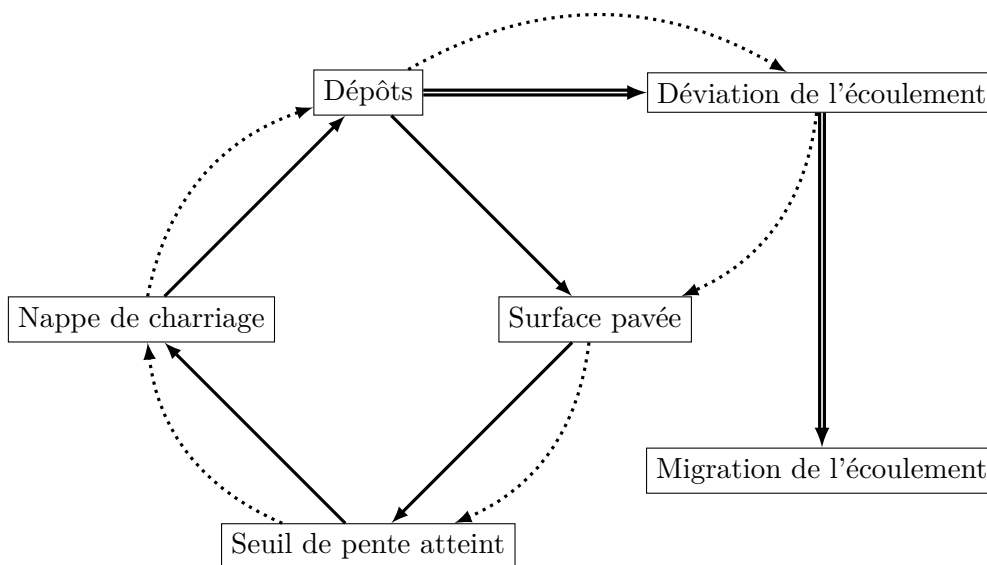 Dépôts
Déviation de l'écoulement
Nappe de charriage
Surface pavée
Migration de l'écoulement
Seuil de pente atteint